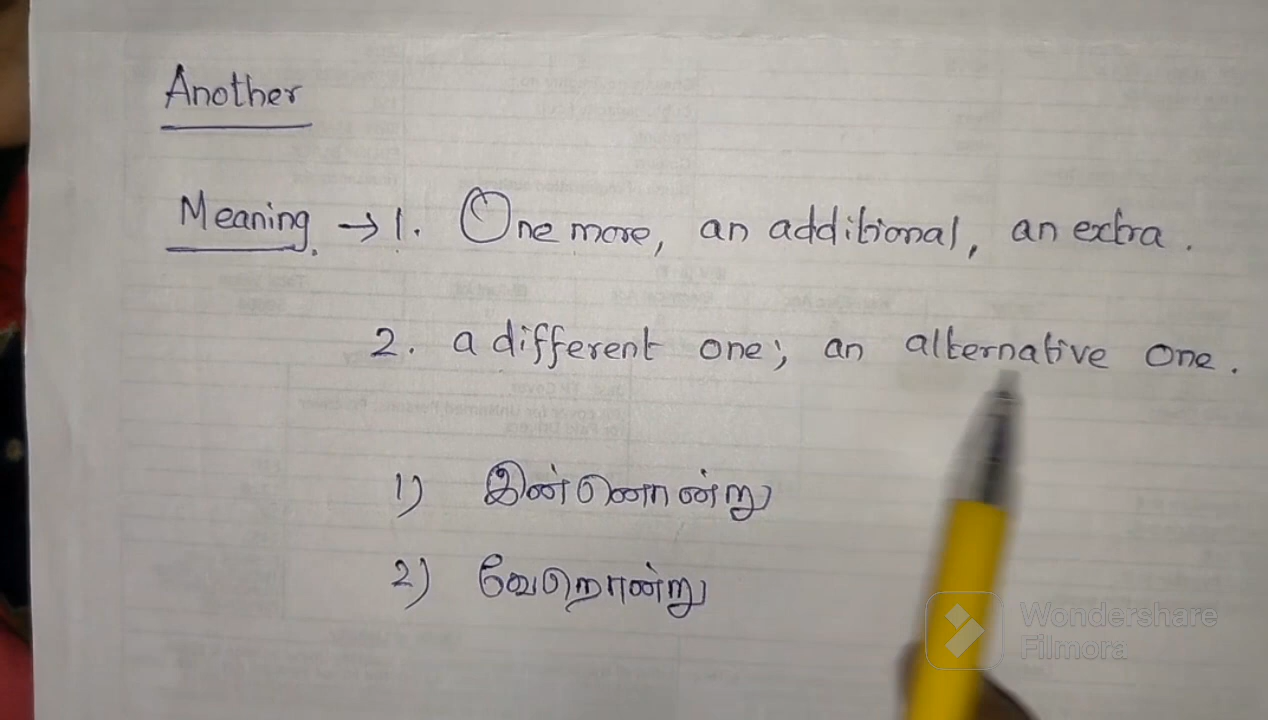 Another
Meaning. → 1. One more, an additional, an extra.
2. a different one; an alternative one.
1) இன்னொன்று
2) வேறொன்று
Wondershare
Filmora